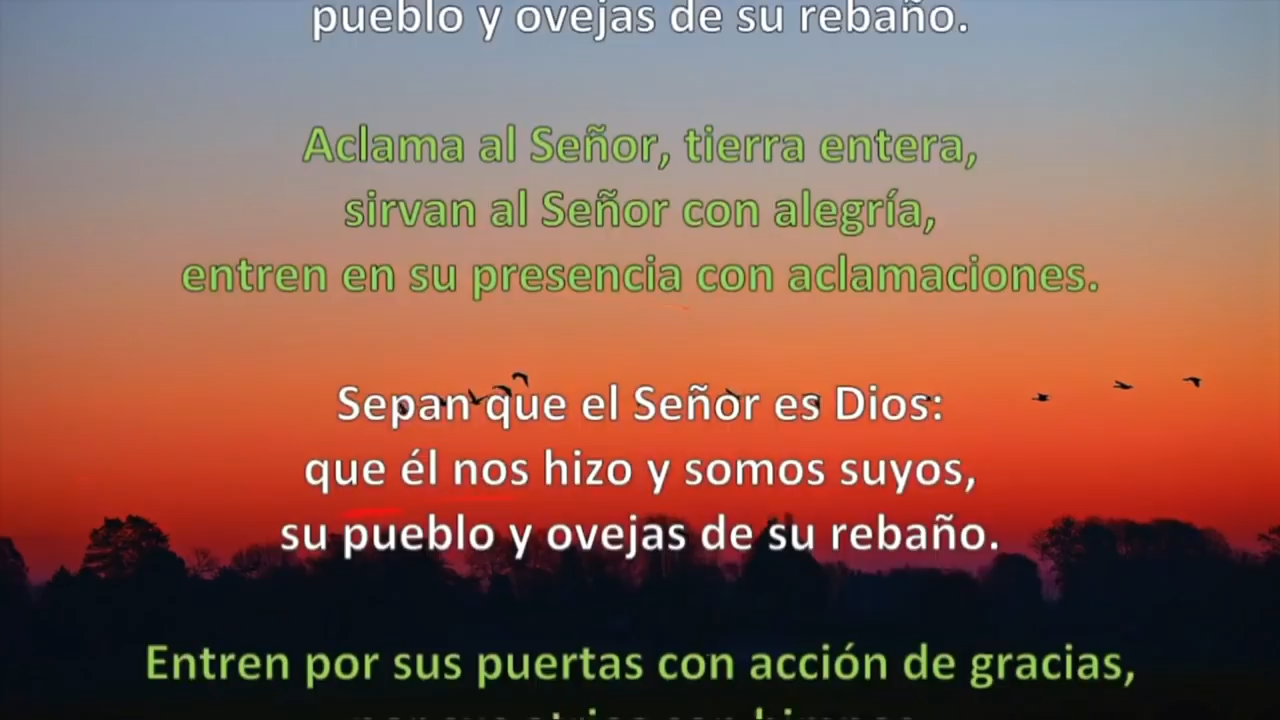 pueblo y ovejas de su rebaño.
Aclama al Señor, tierra entera,
sirvan al Señor con alegría,
entren en su presencia con aclamaciones.
Sepan que el Señor es Dios:
que él nos hizo y somos suyos,
su pueblo y ovejas de su rebaño.
Entren por sus puertas con acción de gracias,